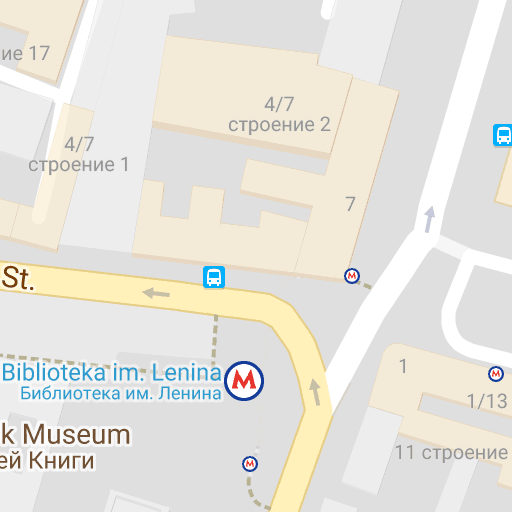 ие 17
4/7
строение 2
4/7
строение 1
7
St.
Biblioteka im. Lenina
Библиотека им. Ленина
M
1
1/13
k Museum
ей Книги
11 строение